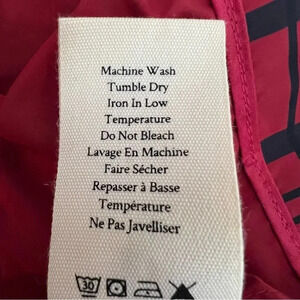 Machine Wash
Tumble Dry
Iron In Low
Temperature
Do Not Bleach
Lavage En Machine
Faire Sécher
Repasser à Basse
Température
Ne Pas Javelliser
30